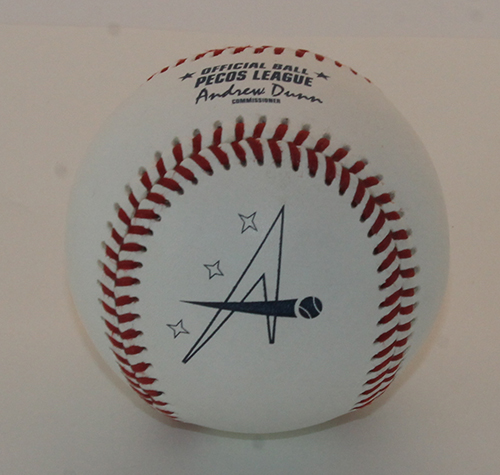 OFFICIAL BALL
PECOS LEAGUE
Andrew Dunn
COMMISSIONER